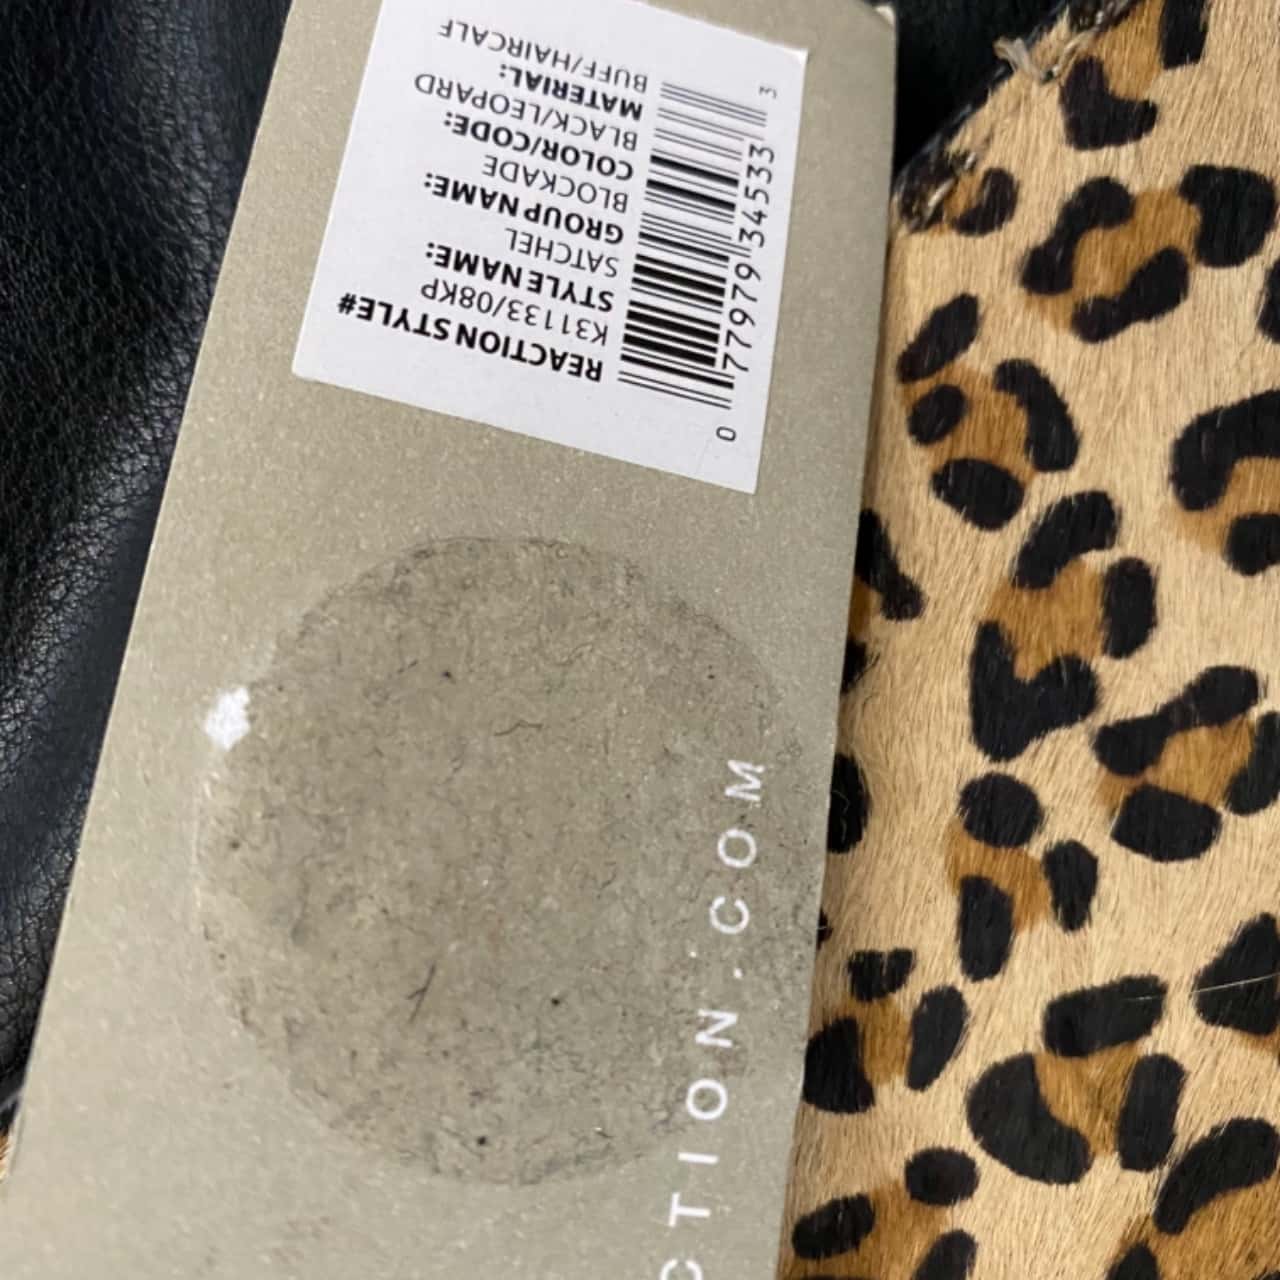 REACTION STYLE#
K31133/08KP
STYLE NAME:
SATCHEL
GROUP NAME:
BLOCKADE
COLOR/CODE:
BLACK/LEOPARD
MATERIAL:
BUFF/HAIRCALF
0 77979 34533 3
CTION.COM